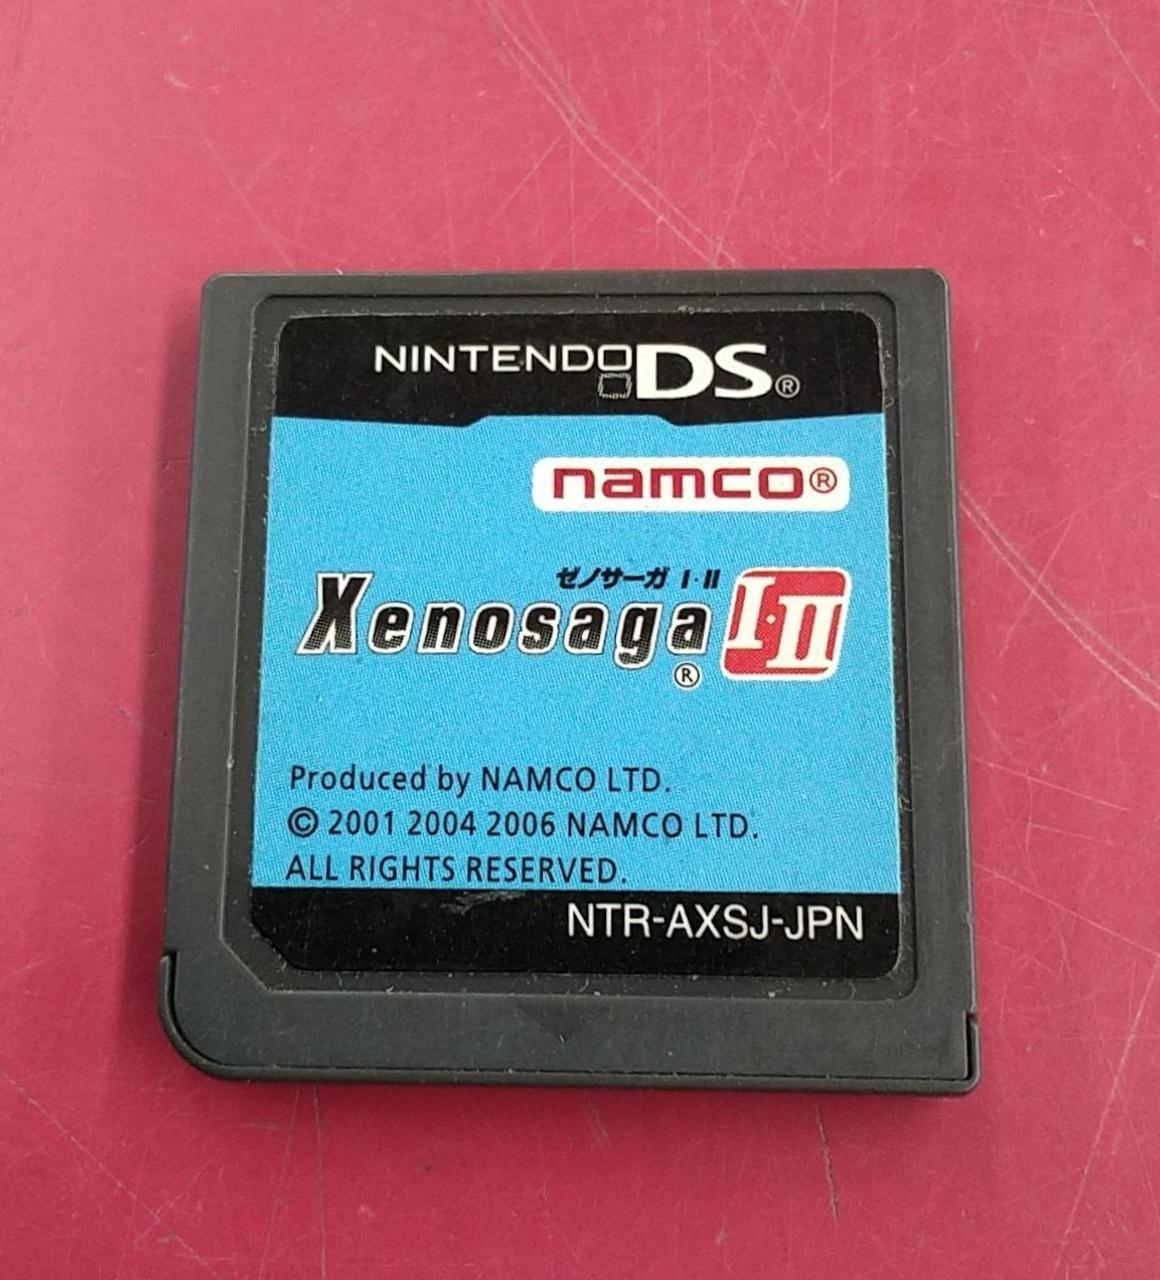 NINTENDO DS®
namco®
ゼノサーガ I・II
Xenosaga® I・II
Produced by NAMCO LTD.
© 2001 2004 2006 NAMCO LTD.
ALL RIGHTS RESERVED.
NTR-AXSJ-JPN